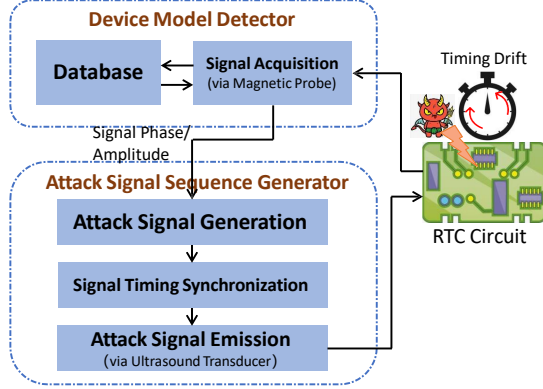 Device Model Detector
Database
Signal Acquisition
(via Magnetic Probe)
Timing Drift
Signal Phase/
Amplitude
Attack Signal Sequence Generator
Attack Signal Generation
RTC Circuit
Signal Timing Synchronization
Attack Signal Emission
(via Ultrasound Transducer)